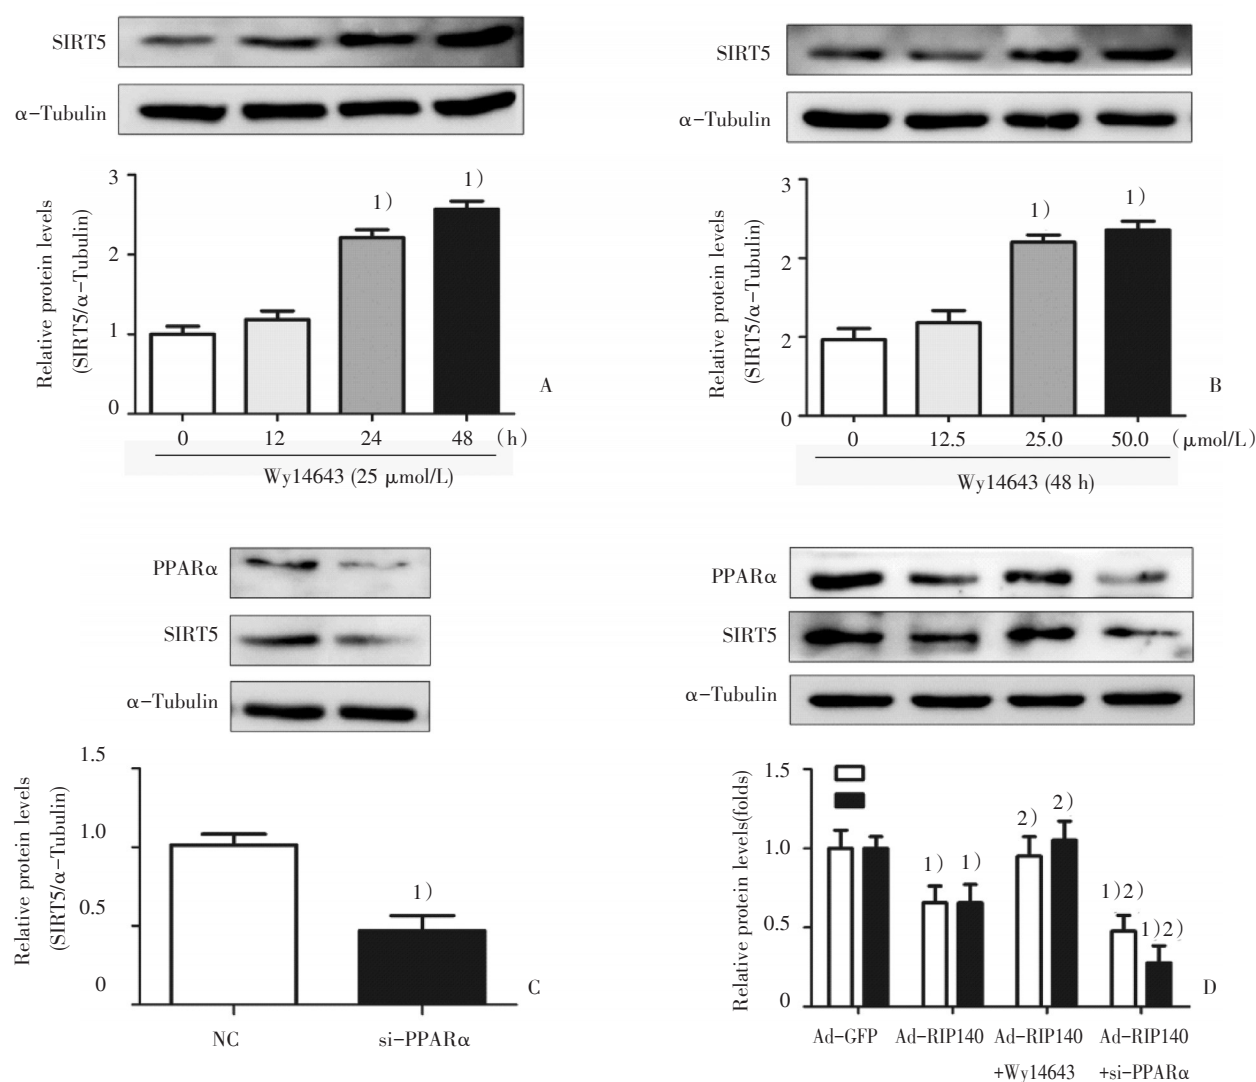 SIRT5
α-Tubulin
Relative protein levels
(SIRT5/α-Tubulin)
3
2
1
0
1)
1)
A
0 12 24 48 (h)
Wy14643 (25 μmol/L)
SIRT5
α-Tubulin
Relative protein levels
(SIRT5/α-Tubulin)
3
2
2
0
1)
1)
B
0 12.5 25.0 50.0 (μmol/L)
Wy14643 (48 h)
PPARα
SIRT5
α-Tubulin
Relative protein levels
(SIRT5/α-Tubulin)
1.5
1.0
0.5
0
1)
C
NC si-PPARα
PPARα
SIRT5
α-Tubulin
Relative protein levels(folds)
1.5
1.0
0.5
0
1) 1)
2) 2)
1)2)
1)2)
D
Ad-GFP Ad-RIP140 Ad-RIP140 Ad-RIP140
+Wy14643 +si-PPARα